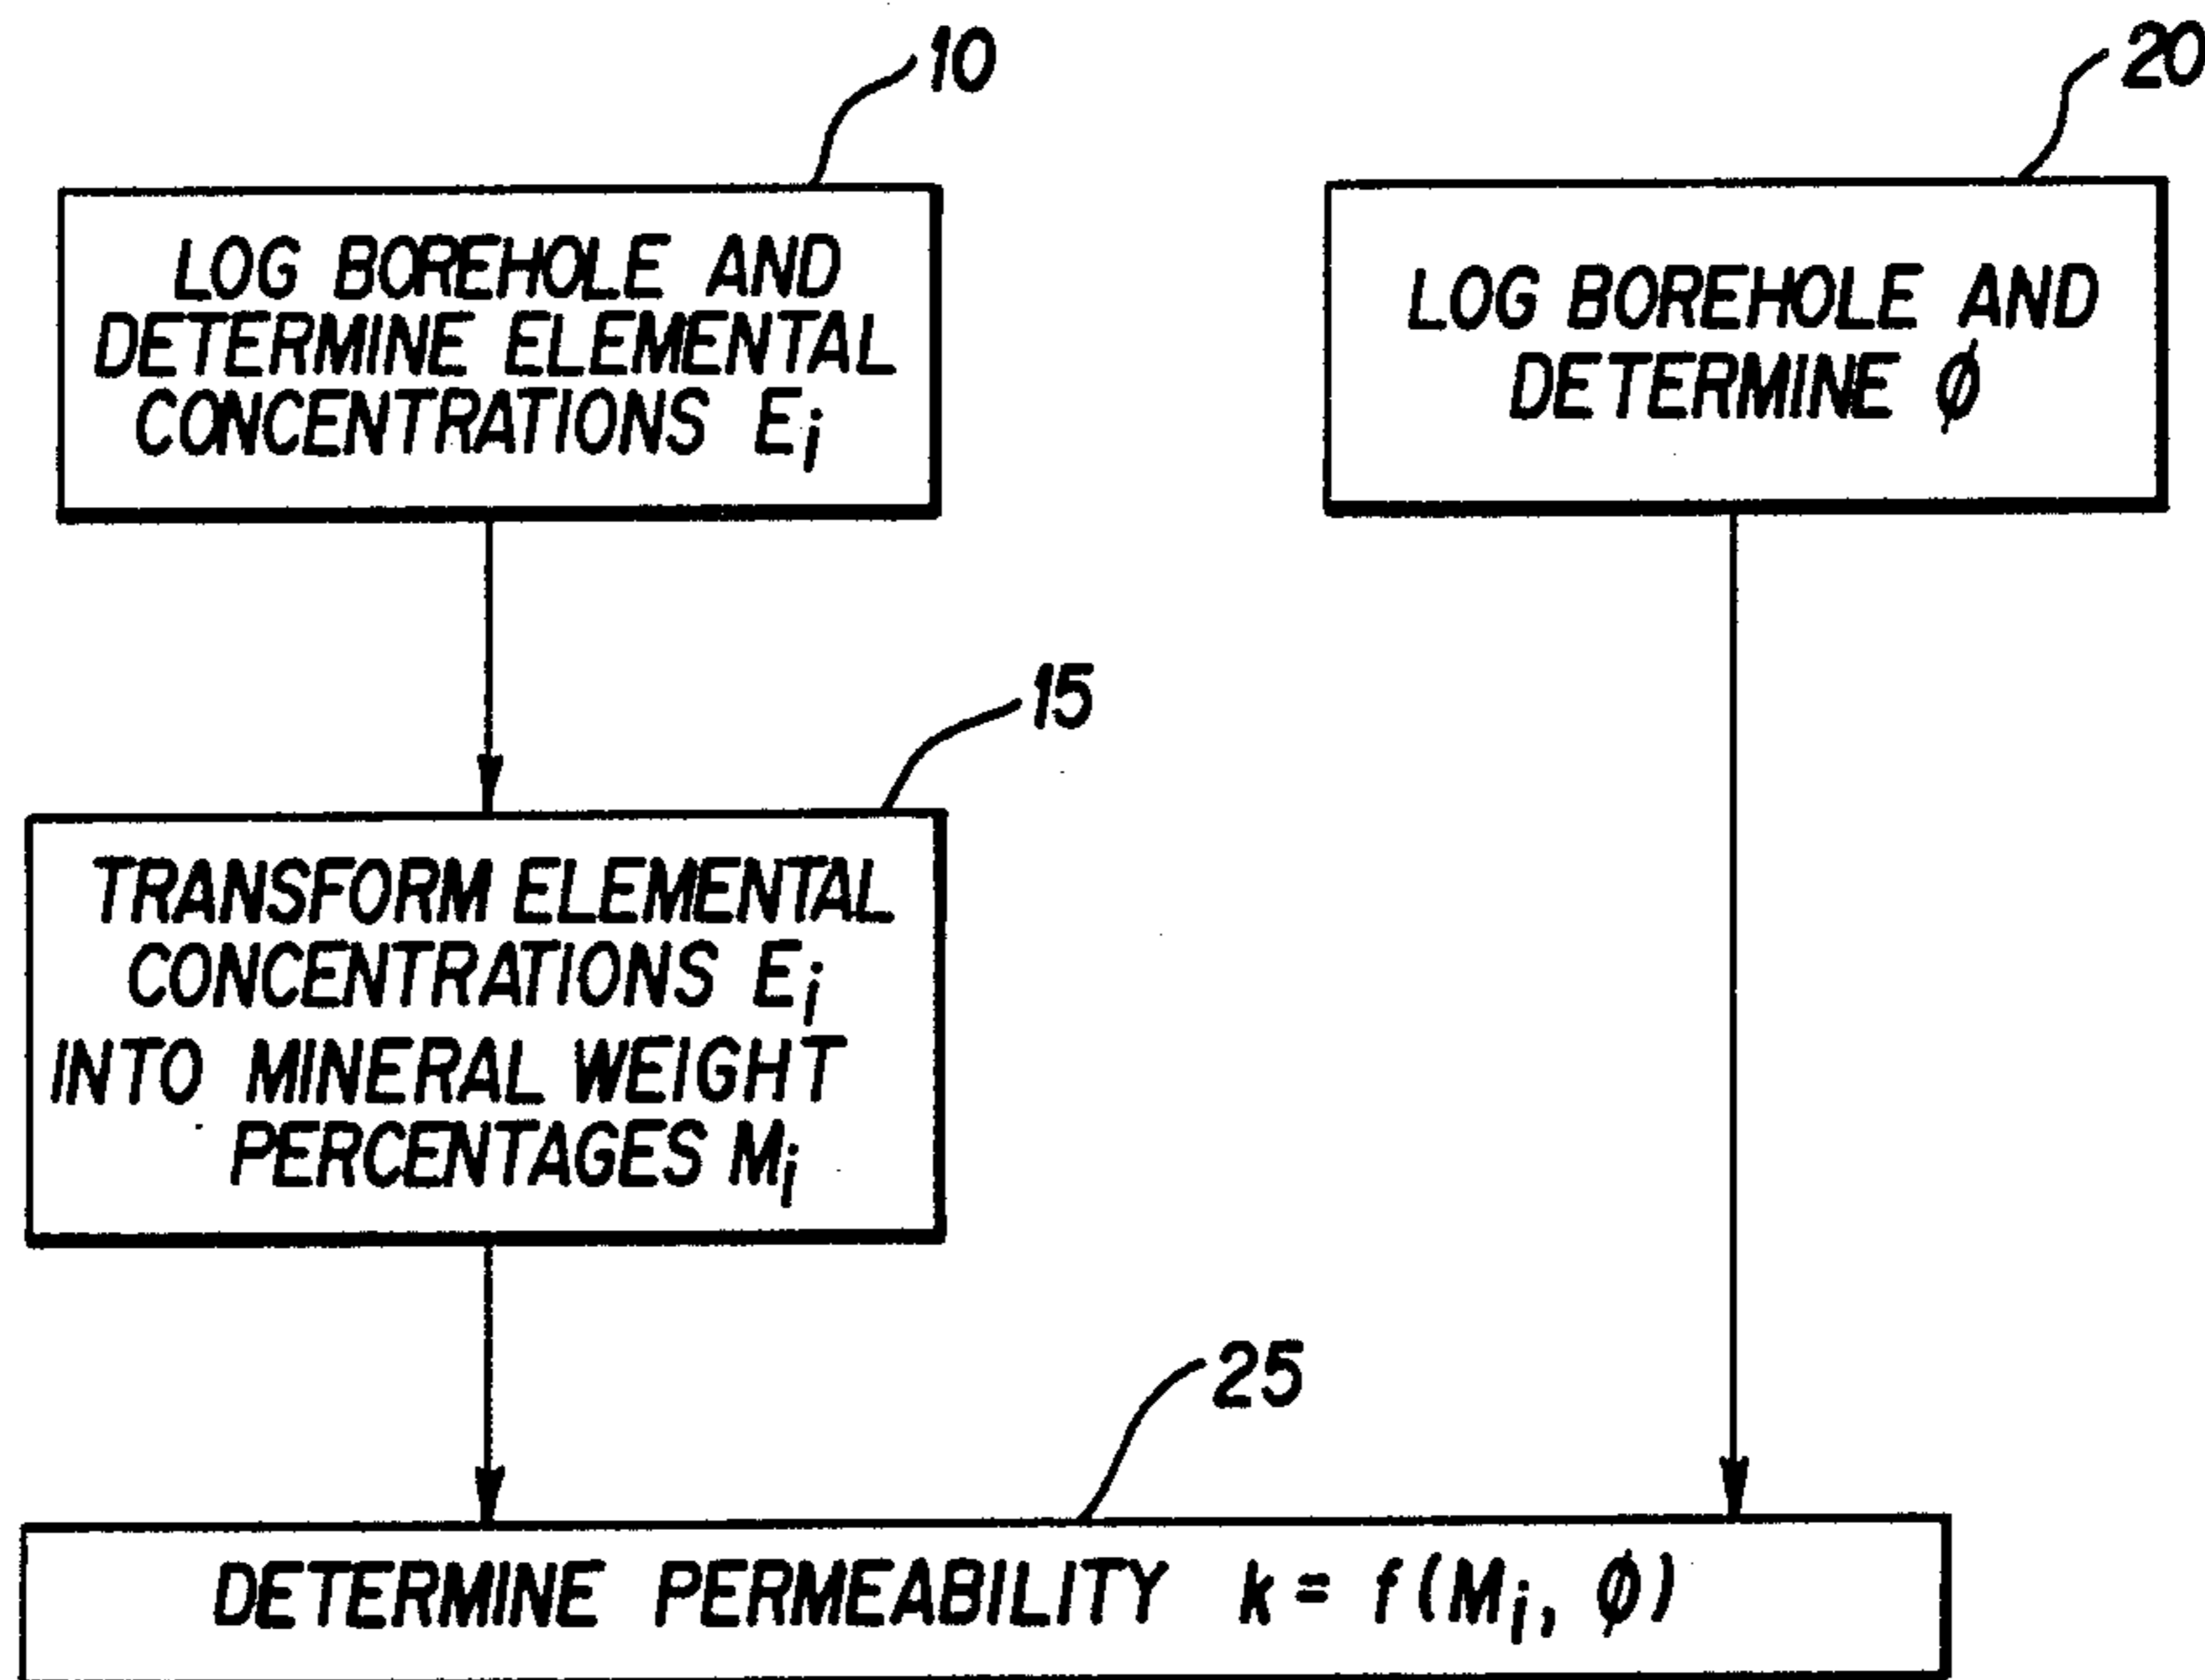 10
LOG BOREHOLE AND
DETERMINE ELEMENTAL
CONCENTRATIONS Ei
20
LOG BOREHOLE AND
DETERMINE ϕ
15
TRANSFORM ELEMENTAL
CONCENTRATIONS Ei
INTO MINERAL WEIGHT
PERCENTAGES Mi
25
DETERMINE PERMEABILITY k = f(Mi, ϕ)